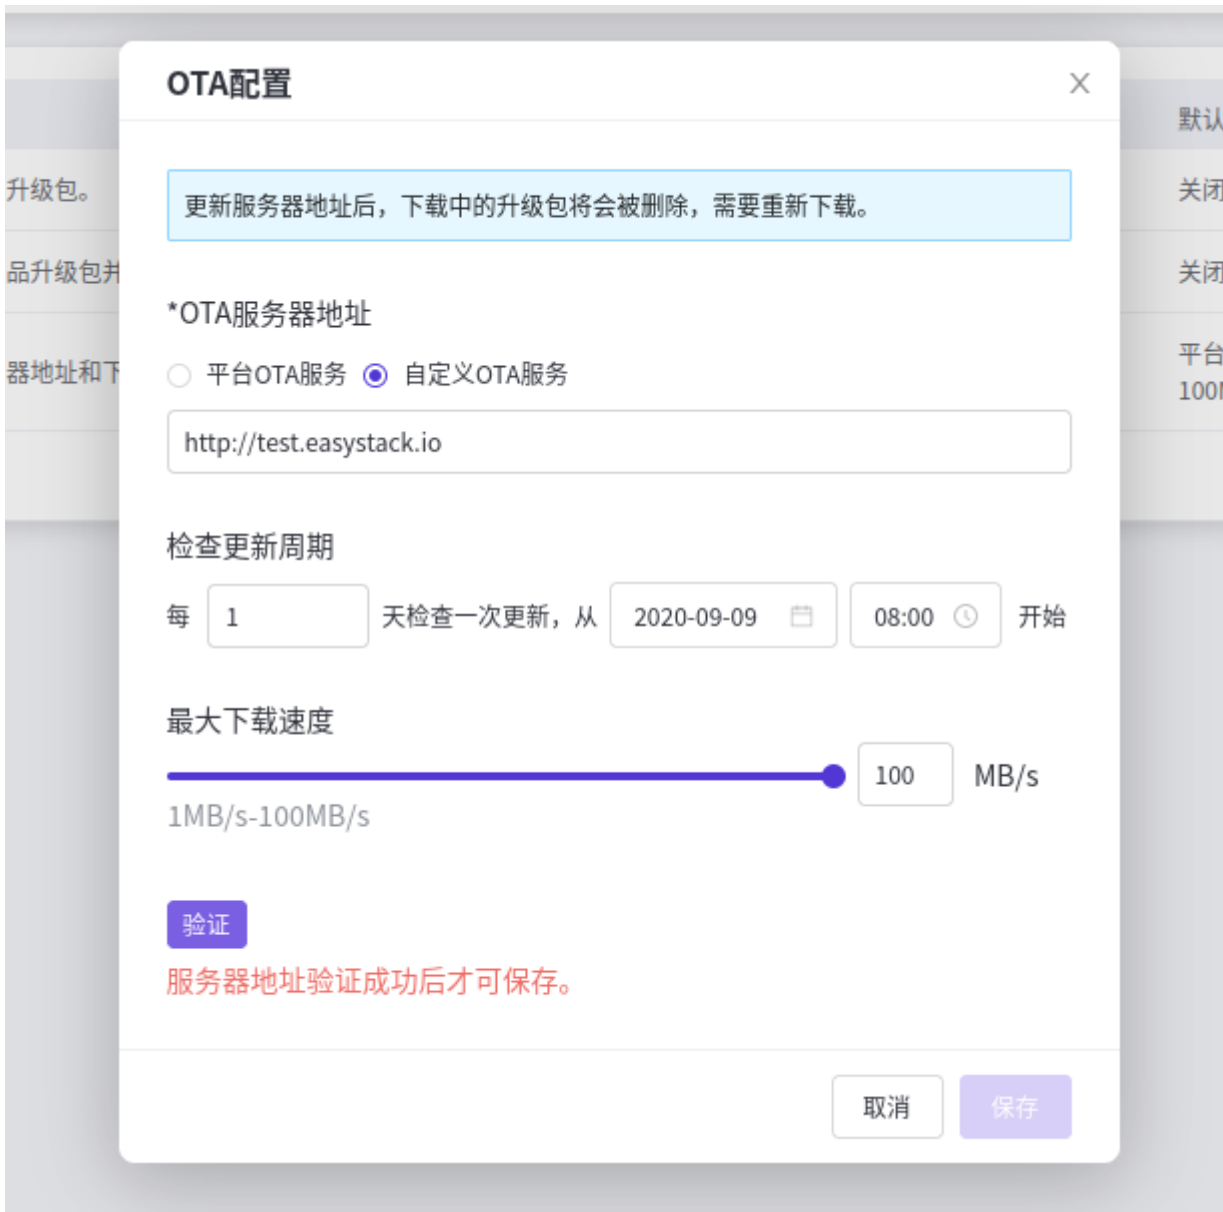 OTA配置
更新服务器地址后，下载中的升级包将会被删除，需要重新下载。
*OTA服务器地址
平台OTA服务 自定义OTA服务
http://test.easystack.io
检查更新周期
每 1 天检查一次更新，从 2020-09-09 08:00 开始
最大下载速度
100 MB/s
1MB/s-100MB/s
验证
服务器地址验证成功后才可保存。
取消 保存
升级包。
品升级包并
器地址和下
默认
关闭
关闭
平台
100